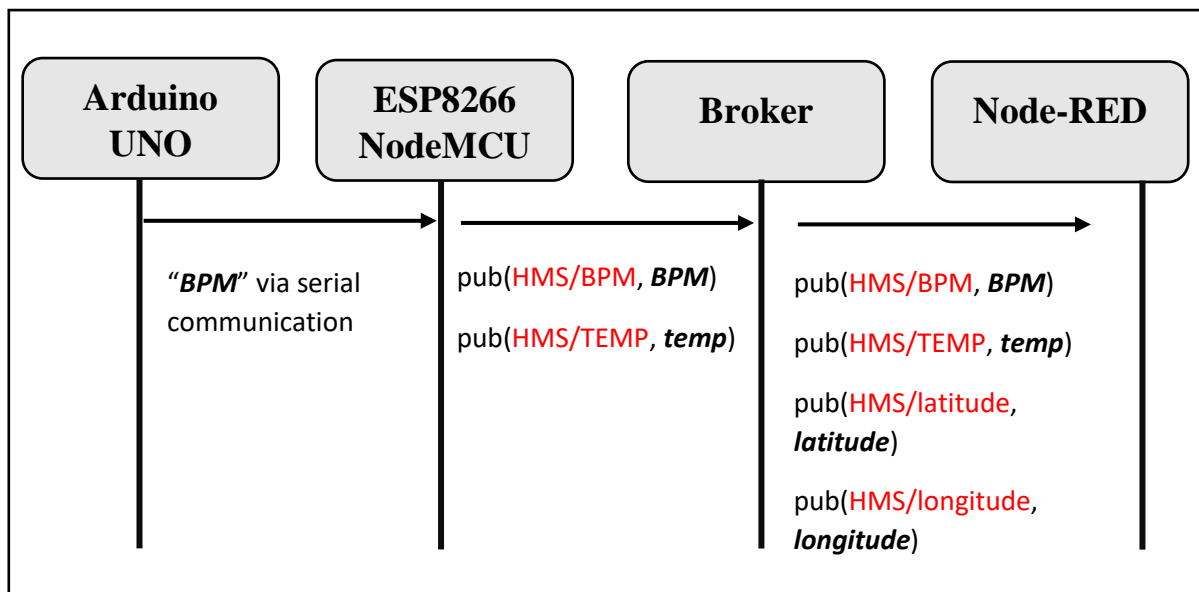 Arduino
UNO
ESP8266
NodeMCU
Broker
Node-RED
“BPM” via serial
communication
pub(HMS/BPM, BPM)
pub(HMS/TEMP, temp)
pub(HMS/BPM, BPM)
pub(HMS/TEMP, temp)
pub(HMS/latitude,
latitude)
pub(HMS/longitude,
longitude)